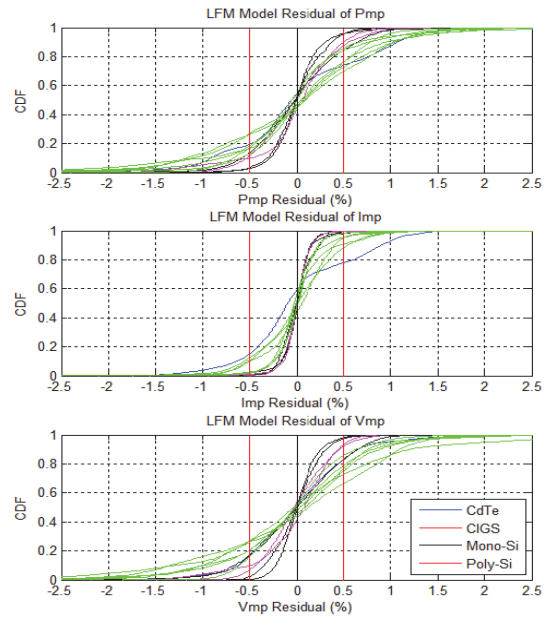 LFM Model Residual of Pmp
1
0.8
0.6
0.4
0.2
0
CDF
-2.5 -2 -1.5 -1 -0.5 0 0.5 1 1.5 2 2.5
Pmp Residual (%)
LFM Model Residual of Imp
1
0.8
0.6
0.4
0.2
0
CDF
-2.5 -2 -1.5 -1 -0.5 0 0.5 1 1.5 2 2.5
Imp Residual (%)
LFM Model Residual of Vmp
1
0.8
0.6
0.4
0.2
0
CDF
CdTe
CIGS
Mono-Si
Poly-Si
-2.5 -2 -1.5 -1 -0.5 0 0.5 1 1.5 2 2.5
Vmp Residual (%)